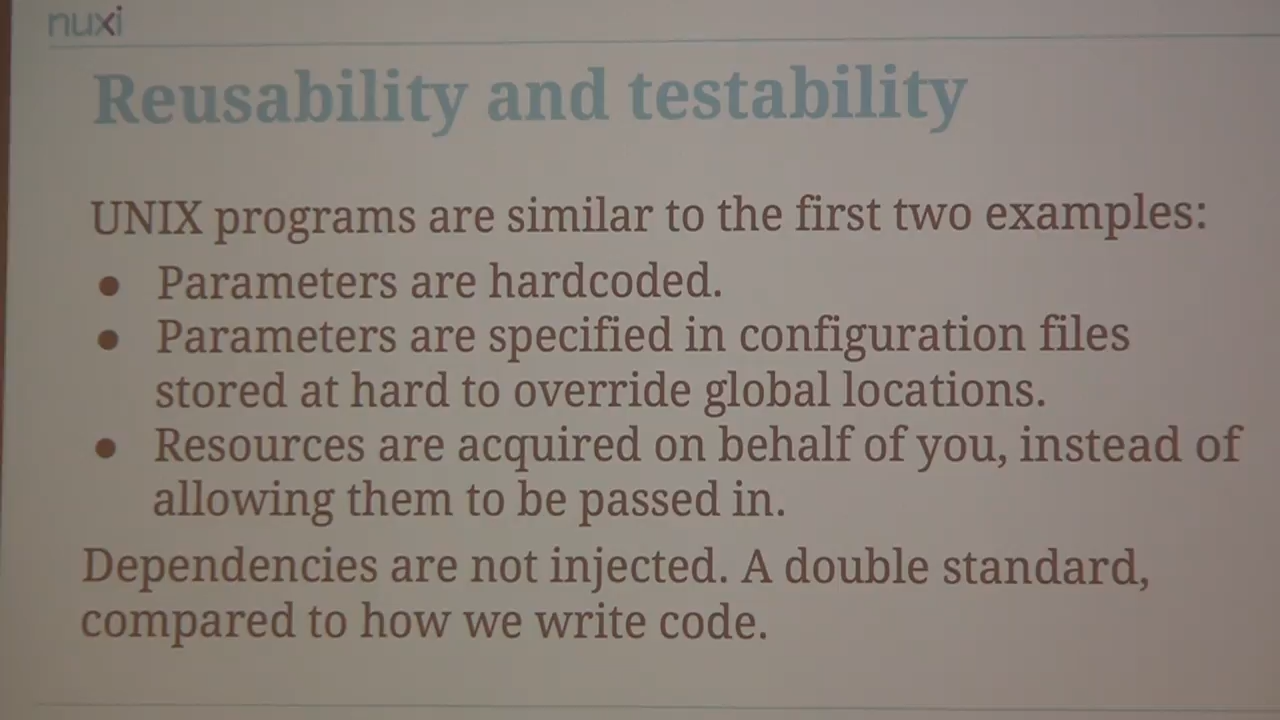 nuxi
Reusability and testability
UNIX programs are similar to the first two examples:
● Parameters are hardcoded.
● Parameters are specified in configuration files
stored at hard to override global locations.
● Resources are acquired on behalf of you, instead of
allowing them to be passed in.
Dependencies are not injected. A double standard,
compared to how we write code.